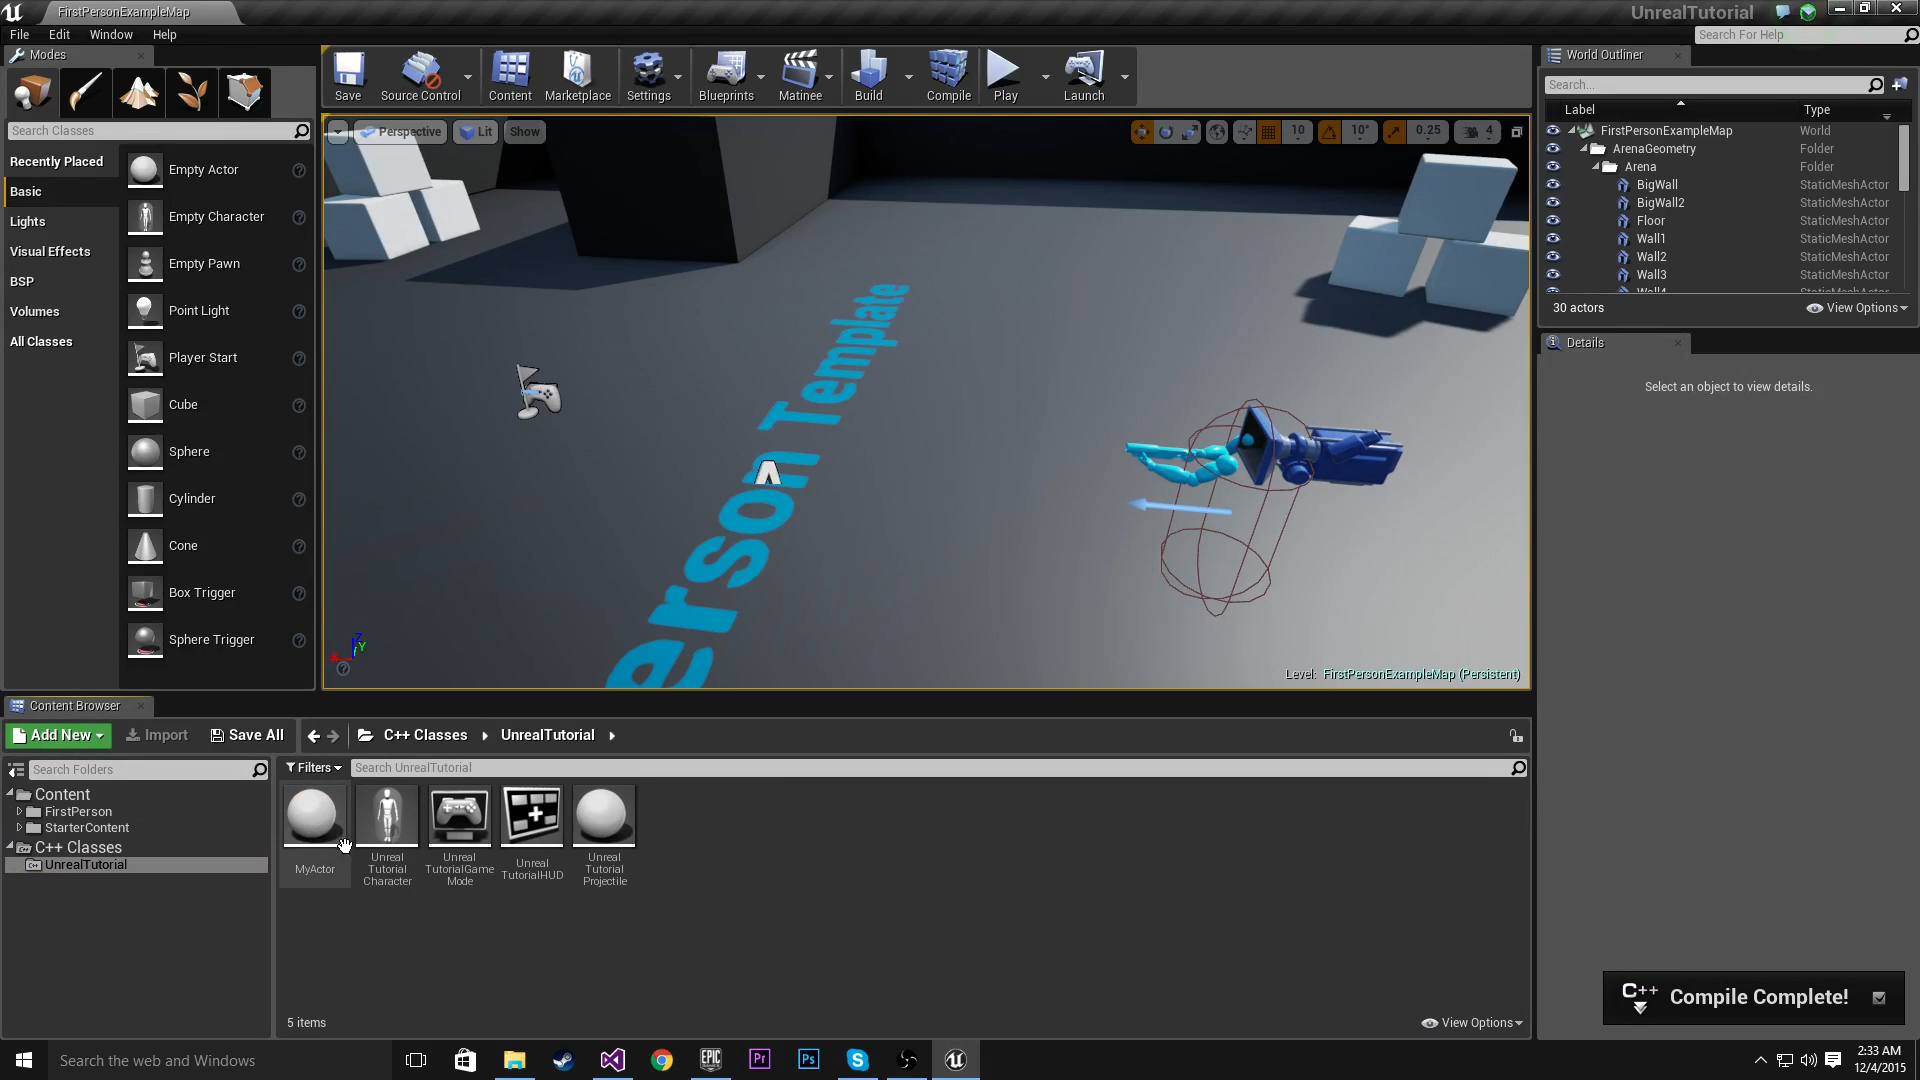 FirstPersonExampleMap
UnrealTutorial
File Edit Window Help
Search For Help
Modes
Search Classes
Recently Placed
Basic
Lights
Visual Effects
BSP
Volumes
All Classes
Empty Actor
Empty Character
Empty Pawn
Point Light
Player Start
Cube
Sphere
Cylinder
Cone
Box Trigger
Sphere Trigger
Save
Source Control
Content
Marketplace
Settings
Blueprints
Matinee
Build
Compile
Play
Launch
Perspective
Lit
Show
10
10°
0.25
4
erson Template
Z
Y
Level: FirstPersonExampleMap (Persistent)
World Outliner
Search...
Label Type
FirstPersonExampleMap World
ArenaGeometry Folder
Arena Folder
BigWall StaticMeshActor
BigWall2 StaticMeshActor
Floor StaticMeshActor
Wall1 StaticMeshActor
Wall2 StaticMeshActor
Wall3 StaticMeshActor
Wall4 StaticMeshActor
30 actors
View Options
Details
Select an object to view details.
Content Browser
Add New
Import
Save All
C++ Classes
UnrealTutorial
Search Folders
Content
FirstPerson
StarterContent
C++ Classes
UnrealTutorial
Filters
Search UnrealTutorial
MyActor
Unreal
Tutorial
Character
Unreal
TutorialGame
Mode
Unreal
TutorialHUD
Unreal
Tutorial
Projectile
5 items
View Options
C++
Compile Complete!
Search the web and Windows
EPIC
Pr
Ps
2:33 AM
12/4/2015